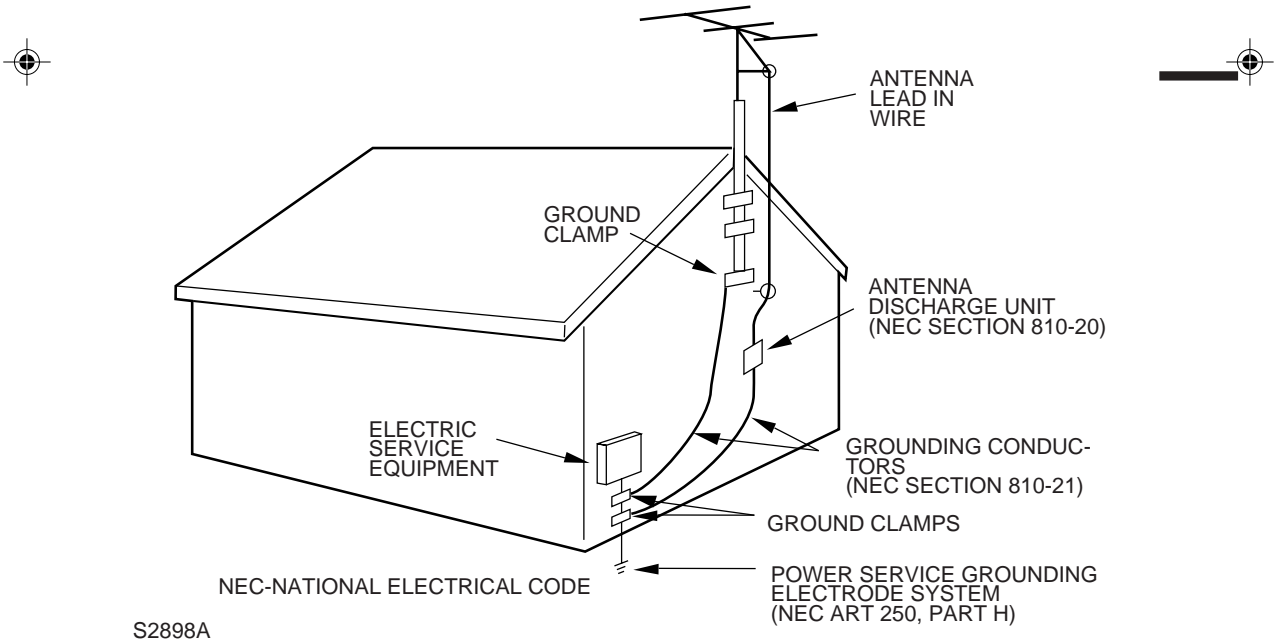 ANTENNA
LEAD IN
WIRE
GROUND
CLAMP
ANTENNA
DISCHARGE UNIT
(NEC SECTION 810-20)
ELECTRIC
SERVICE
EQUIPMENT
GROUNDING CONDUC-
TORS
(NEC SECTION 810-21)
GROUND CLAMPS
POWER SERVICE GROUNDING
ELECTRODE SYSTEM
(NEC ART 250, PART H)
NEC-NATIONAL ELECTRICAL CODE
S2898A